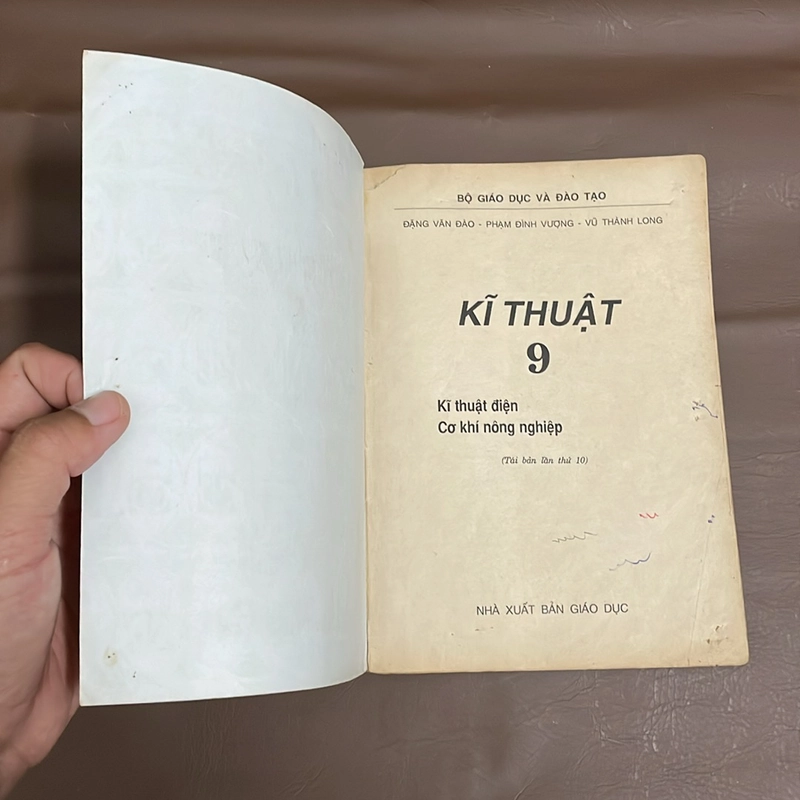 BỘ GIÁO DỤC VÀ ĐÀO TẠO
ĐẶNG VĂN ĐÀO - PHẠM ĐÌNH VƯỢNG - VŨ THÀNH LONG
KĨ THUẬT
9
Kĩ thuật điện
Cơ khí nông nghiệp
(Tái bản lần thứ 10)
NHÀ XUẤT BẢN GIÁO DỤC